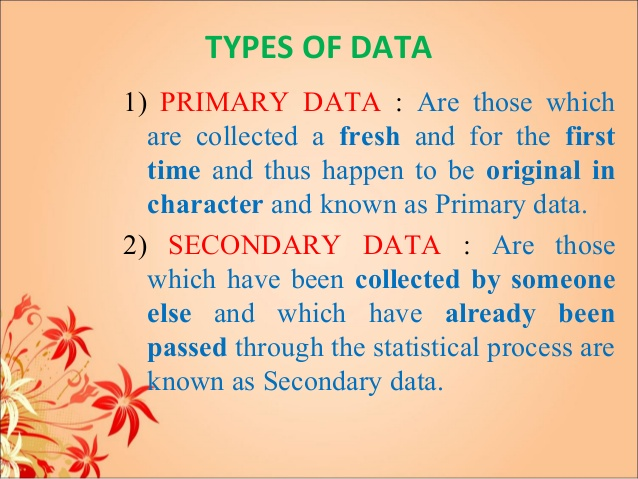 TYPES OF DATA
1) PRIMARY DATA : Are those which
are collected a fresh and for the first
time and thus happen to be original in
character and known as Primary data.
2) SECONDARY DATA : Are those
which have been collected by someone
else and which have already been
passed through the statistical process are
known as Secondary data.